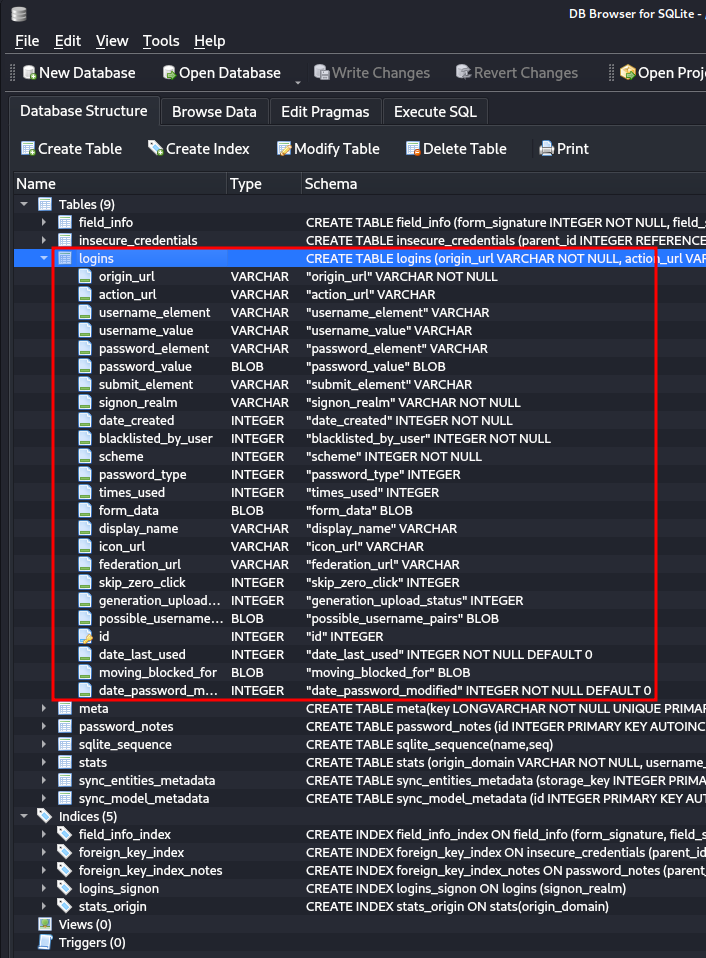 DB Browser for SQLite -
File Edit View Tools Help
New Database Open Database Write Changes Revert Changes Open Proj
Database Structure Browse Data Edit Pragmas Execute SQL
Create Table Create Index Modify Table Delete Table Print
Name Type Schema
Tables (9)
field_info CREATE TABLE field_info (form_signature INTEGER NOT NULL, field_s
insecure_credentials CREATE TABLE insecure_credentials (parent_id INTEGER REFERENCE
logins CREATE TABLE logins (origin_url VARCHAR NOT NULL, action_url VAR
origin_url VARCHAR "origin_url" VARCHAR NOT NULL
action_url VARCHAR "action_url" VARCHAR
username_element VARCHAR "username_element" VARCHAR
username_value VARCHAR "username_value" VARCHAR
password_element VARCHAR "password_element" VARCHAR
password_value BLOB "password_value" BLOB
submit_element VARCHAR "submit_element" VARCHAR
signon_realm VARCHAR "signon_realm" VARCHAR NOT NULL
date_created INTEGER "date_created" INTEGER NOT NULL
blacklisted_by_user INTEGER "blacklisted_by_user" INTEGER NOT NULL
scheme INTEGER "scheme" INTEGER NOT NULL
password_type INTEGER "password_type" INTEGER
times_used INTEGER "times_used" INTEGER
form_data BLOB "form_data" BLOB
display_name VARCHAR "display_name" VARCHAR
icon_url VARCHAR "icon_url" VARCHAR
federation_url VARCHAR "federation_url" VARCHAR
skip_zero_click INTEGER "skip_zero_click" INTEGER
generation_upload... INTEGER "generation_upload_status" INTEGER
possible_username... BLOB "possible_username_pairs" BLOB
id INTEGER "id" INTEGER
date_last_used INTEGER "date_last_used" INTEGER NOT NULL DEFAULT 0
moving_blocked_for BLOB "moving_blocked_for" BLOB
date_password_m... INTEGER "date_password_modified" INTEGER NOT NULL DEFAULT 0
meta CREATE TABLE meta(key LONGVARCHAR NOT NULL UNIQUE PRIMAR
password_notes CREATE TABLE password_notes (id INTEGER PRIMARY KEY AUTOINC
sqlite_sequence CREATE TABLE sqlite_sequence(name,seq)
stats CREATE TABLE stats (origin_domain VARCHAR NOT NULL, username_
sync_entities_metadata CREATE TABLE sync_entities_metadata (storage_key INTEGER PRIMA
sync_model_metadata CREATE TABLE sync_model_metadata (id INTEGER PRIMARY KEY AUT
Indices (5)
field_info_index CREATE INDEX field_info_index ON field_info (form_signature, field_s
foreign_key_index CREATE INDEX foreign_key_index ON insecure_credentials (parent_id
foreign_key_index_notes CREATE INDEX foreign_key_index_notes ON password_notes (parent_
logins_signon CREATE INDEX logins_signon ON logins (signon_realm)
stats_origin CREATE INDEX stats_origin ON stats(origin_domain)
Views (0)
Triggers (0)